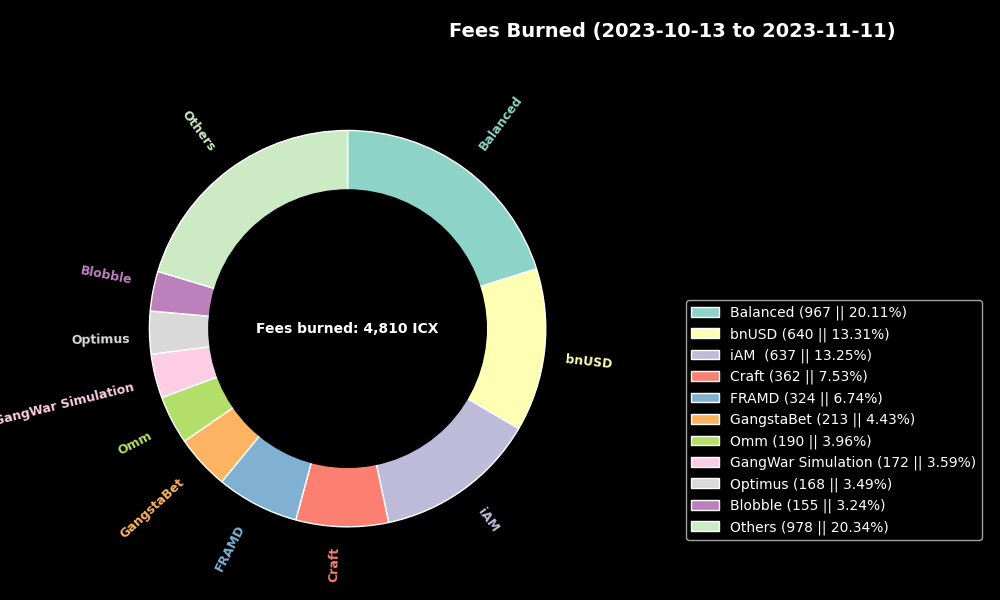 Fees Burned (2023-10-13 to 2023-11-11)
Balanced
Others
Blobble
bnUSD
Fees burned: 4,810 ICX
Optimus
GangWar Simulation
Omm
GangstaBet
iAM
FRAMD
Craft
Balanced (967 || 20.11%)
bnUSD (640 || 13.31%)
iAM  (637 || 13.25%)
Craft (362 || 7.53%)
FRAMD (324 || 6.74%)
GangstaBet (213 || 4.43%)
Omm (190 || 3.96%)
GangWar Simulation (172 || 3.59%)
Optimus (168 || 3.49%)
Blobble (155 || 3.24%)
Others (978 || 20.34%)